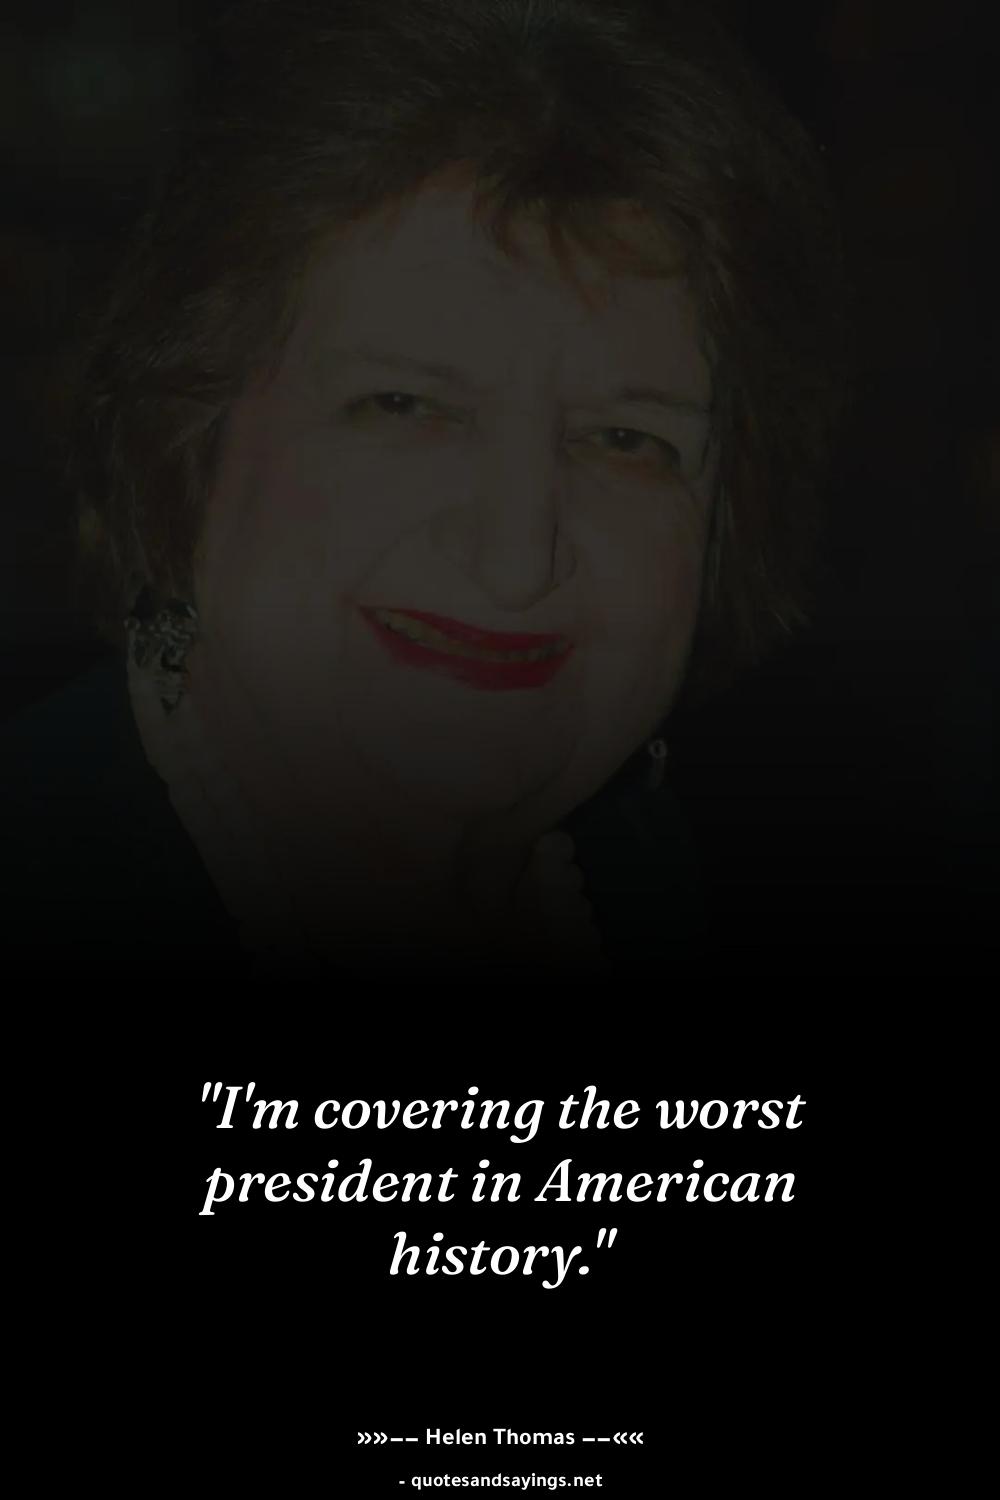 "I'm covering the worst
president in American
history."
»»−− Helen Thomas −−««
- quotesandsayings.net